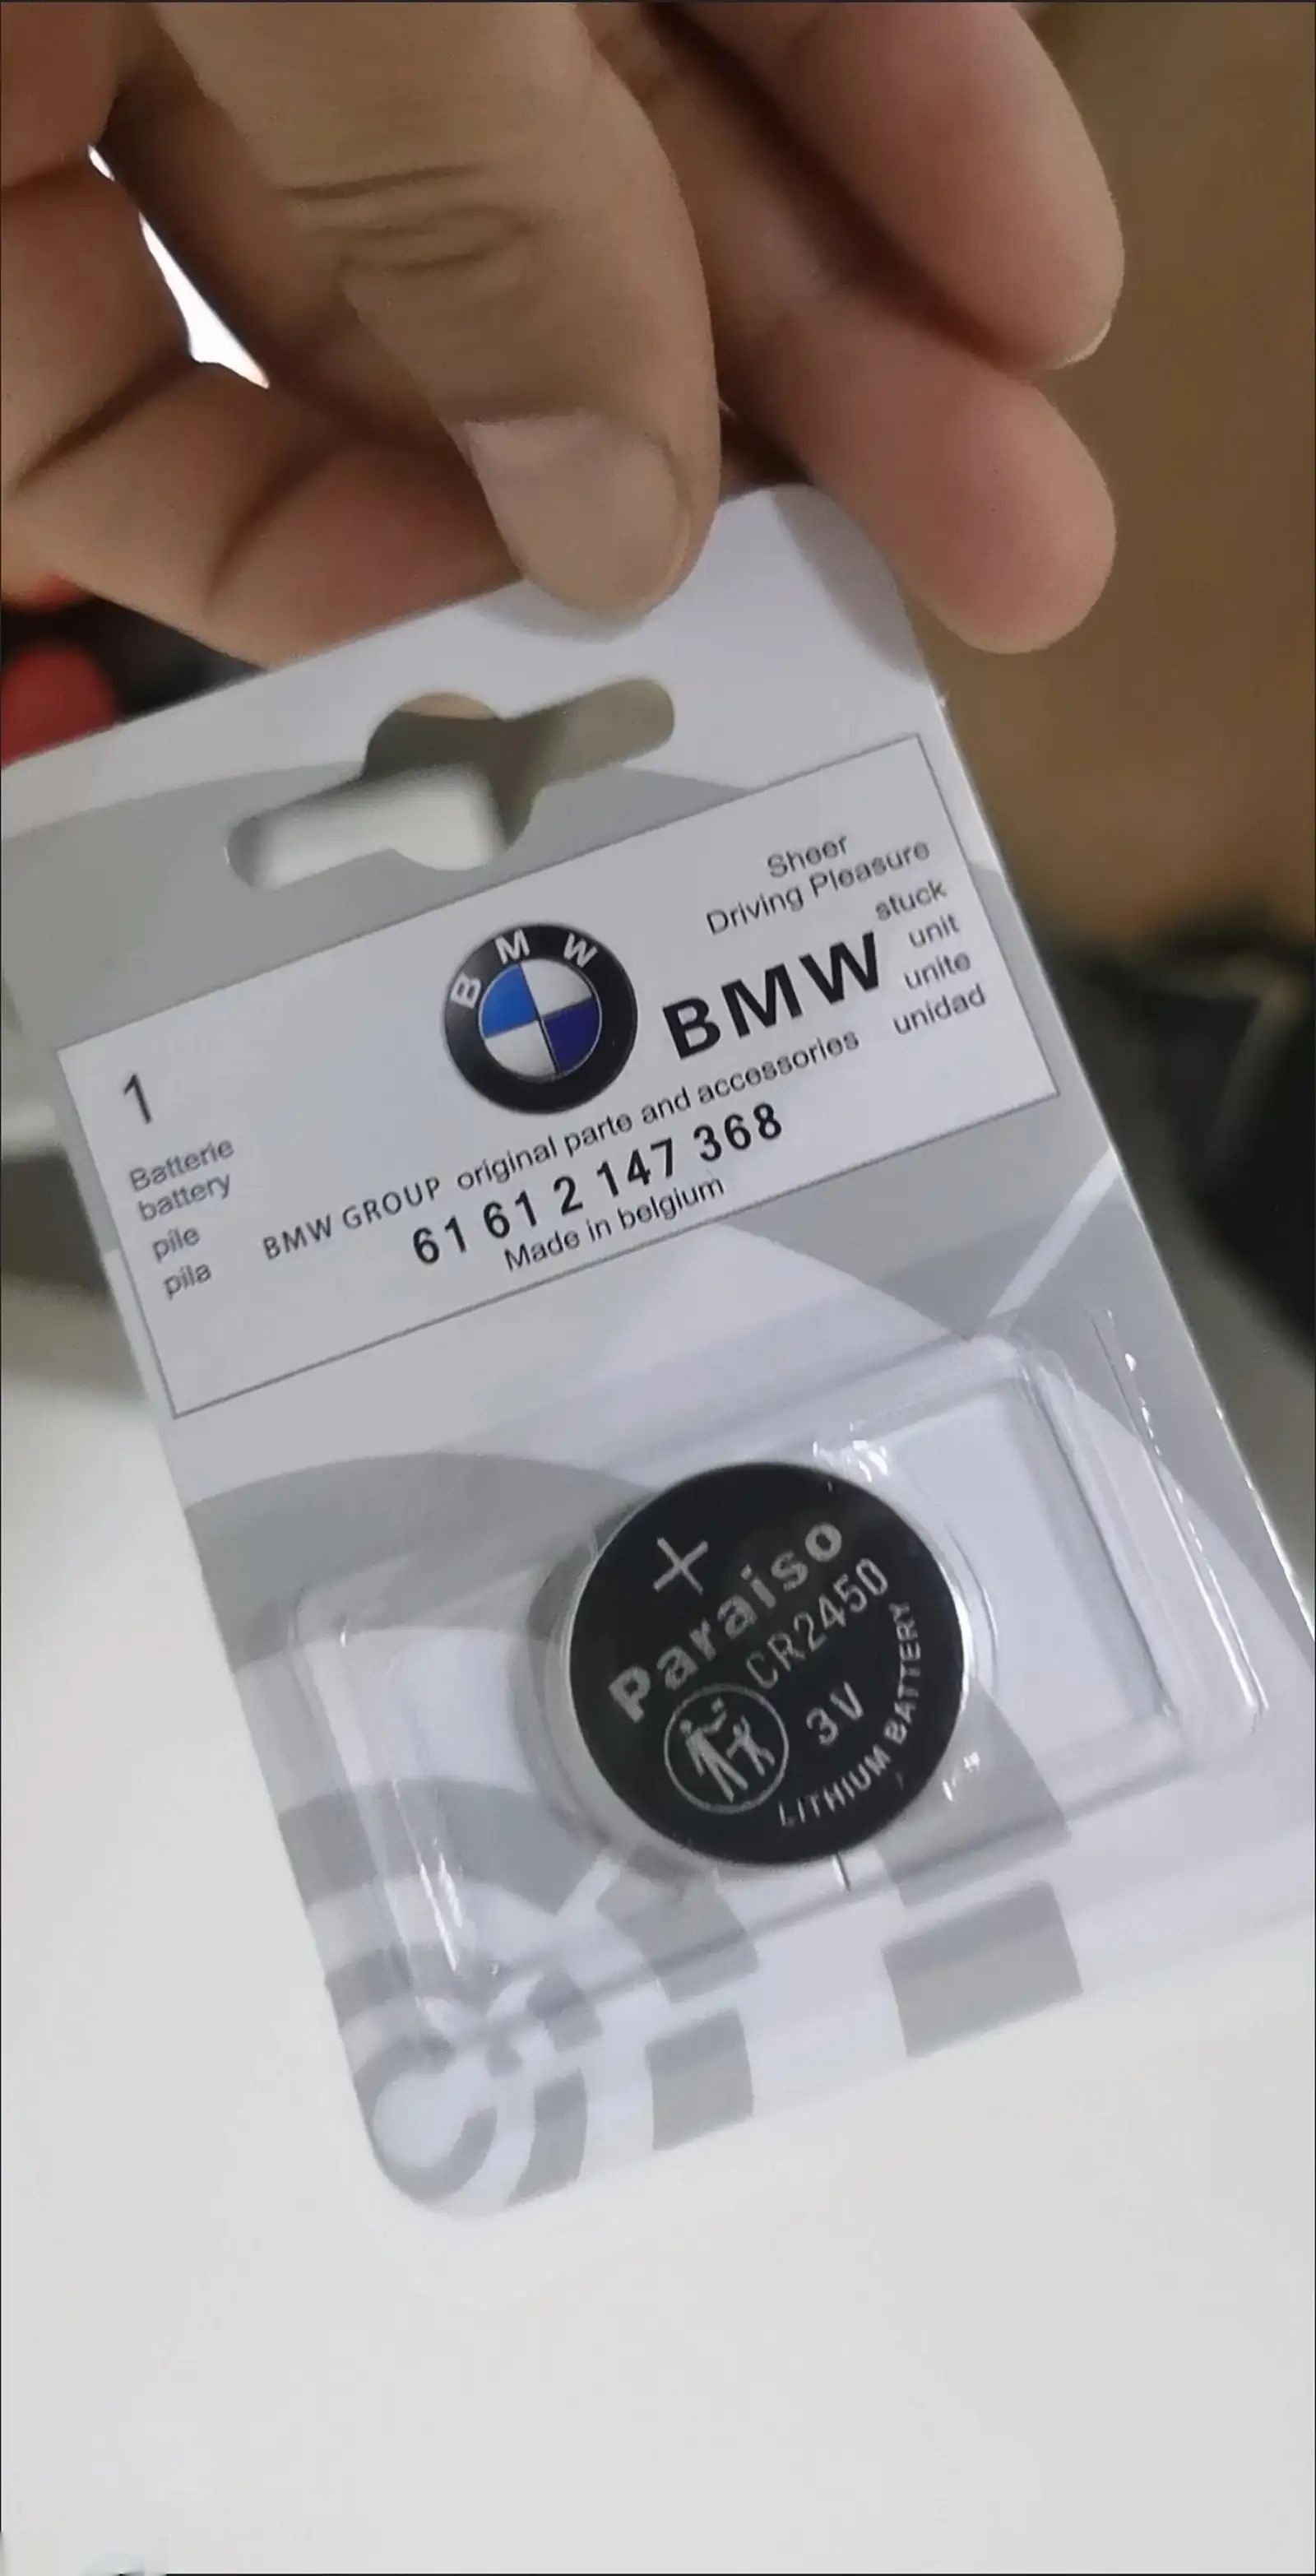 Sheer
Driving Pleasure
B M W
BMW
stuck
unit
unite
unidad
1
Batterie
battery
pile
pila
BMW GROUP original parte and accessories
61 61 2 147 368
Made in belgium
+
Paraiso
CR2450
3V
LITHIUM BATTERY